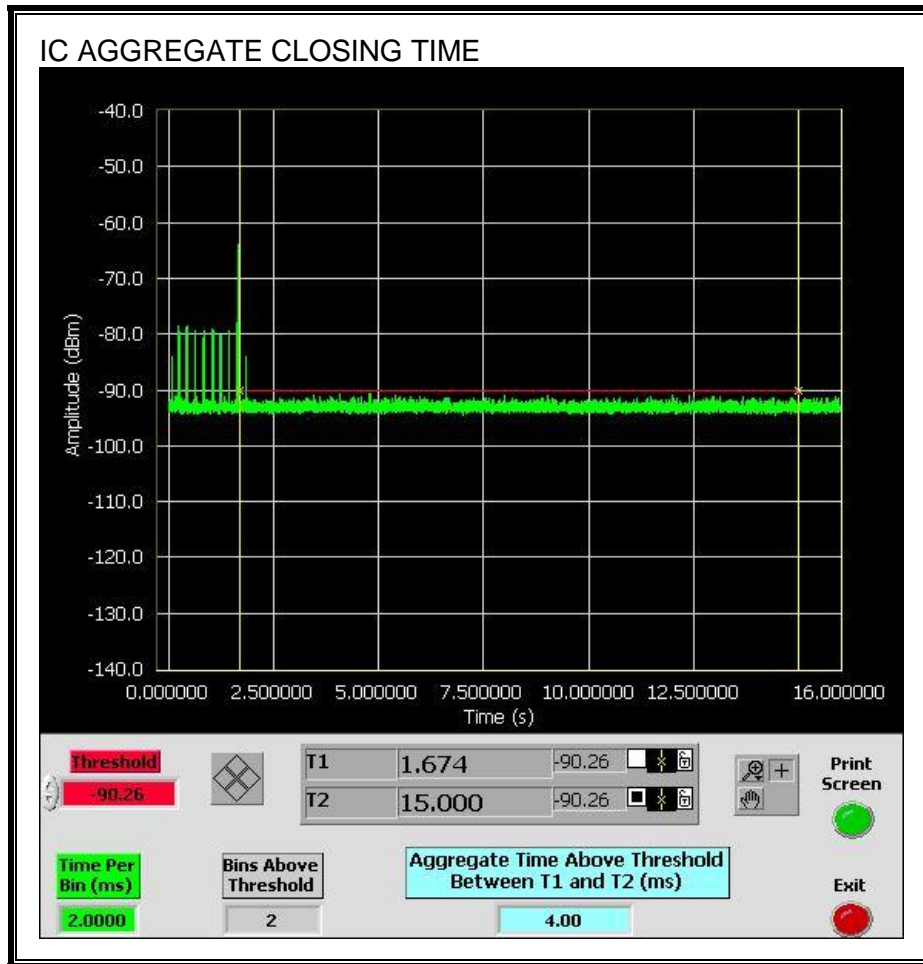 IC AGGREGATE CLOSING TIME
-40.0
-50.0
-60.0
-70.0
-80.0
-90.0
-100.0
-110.0
-120.0
-130.0
-140.0
Amplitude (dBm)
0.000000 2.500000 5.000000 7.500000 10.000000 12.500000 16.000000
Time (s)
Threshold
-90.26
T1 1.674 -90.26
T2 15.000 -90.26
Print
Screen
Time Per
Bin (ms)
2.0000
Bins Above
Threshold
2
Aggregate Time Above Threshold
Between T1 and T2 (ms)
4.00
Exit